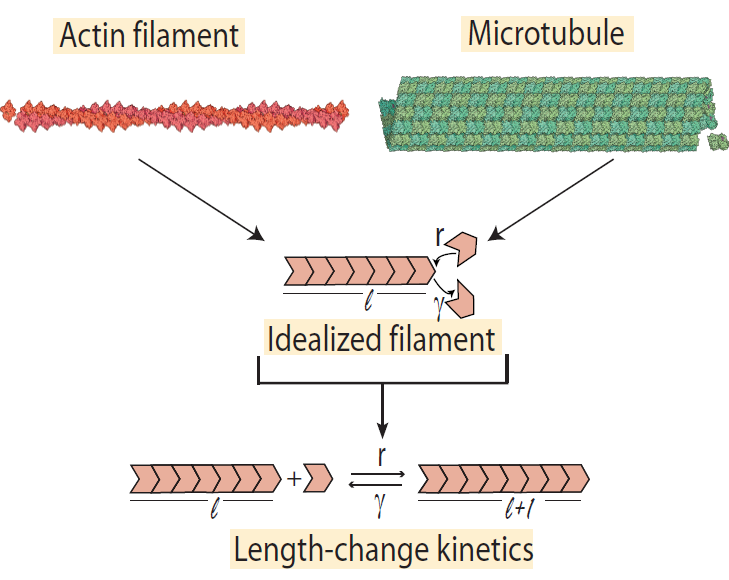 Actin filament
Microtubule
r
ℓ
γ
Idealized filament
r
+
γ
ℓ
ℓ+1
Length-change kinetics